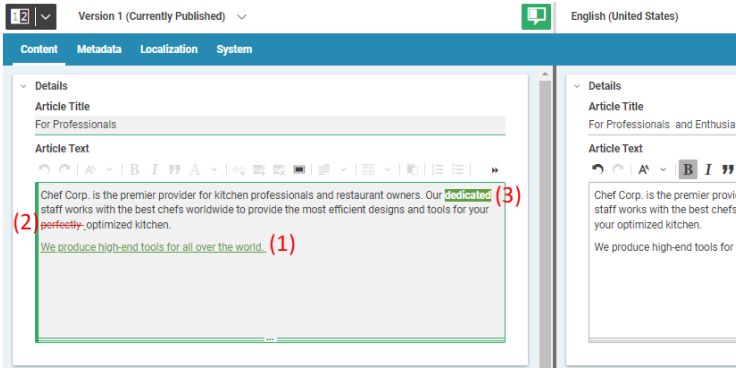 12 Version 1 (Currently Published) English (United States)
Content Metadata Localization System
Details
Article Title
For Professionals
Article Text
A B I A
Chef Corp. is the premier provider for kitchen professionals and restaurant owners. Our dedicated (3)
staff works with the best chefs worldwide to provide the most efficient designs and tools for your
(2) perfectly optimized kitchen.
We produce high-end tools for all over the world. (1)
Details
Article Title
For Professionals and Enthusia
Article Text
A B I
Chef Corp. is the premier provi
staff works with the best chefs
your optimized kitchen.
We produce high-end tools for